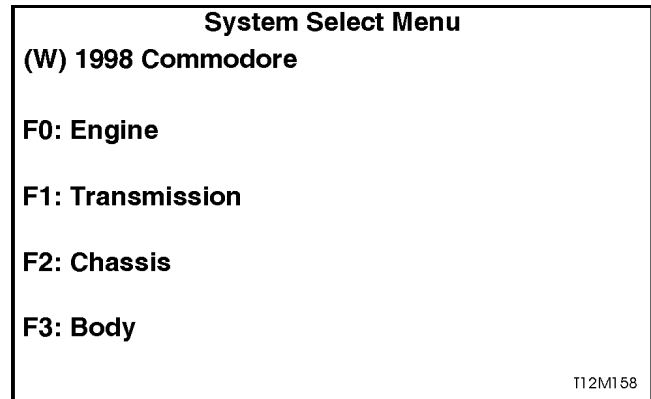 System Select Menu
(W) 1998 Commodore
F0: Engine
F1: Transmission
F2: Chassis
F3: Body
T12M158